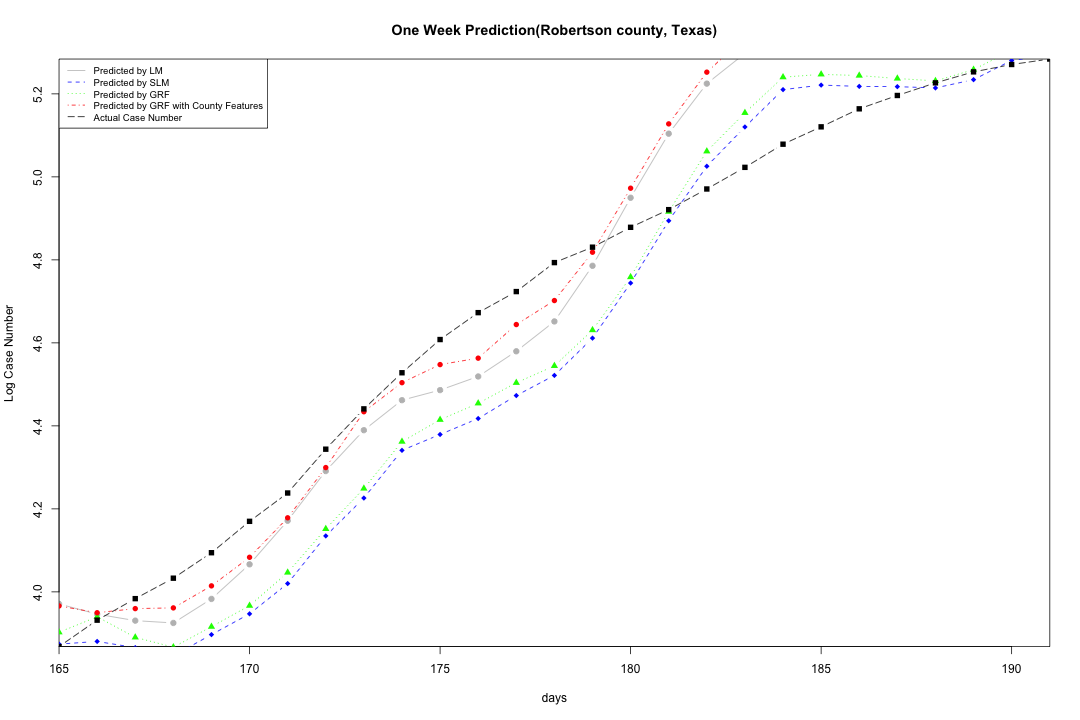 One Week Prediction(Robertson county, Texas)
Predicted by LM
Predicted by SLM
Predicted by GRF
Predicted by GRF with County Features
Actual Case Number
5.2
5.0
4.8
4.6
4.4
4.2
4.0
Log Case Number
165 170 175 180 185 190
days